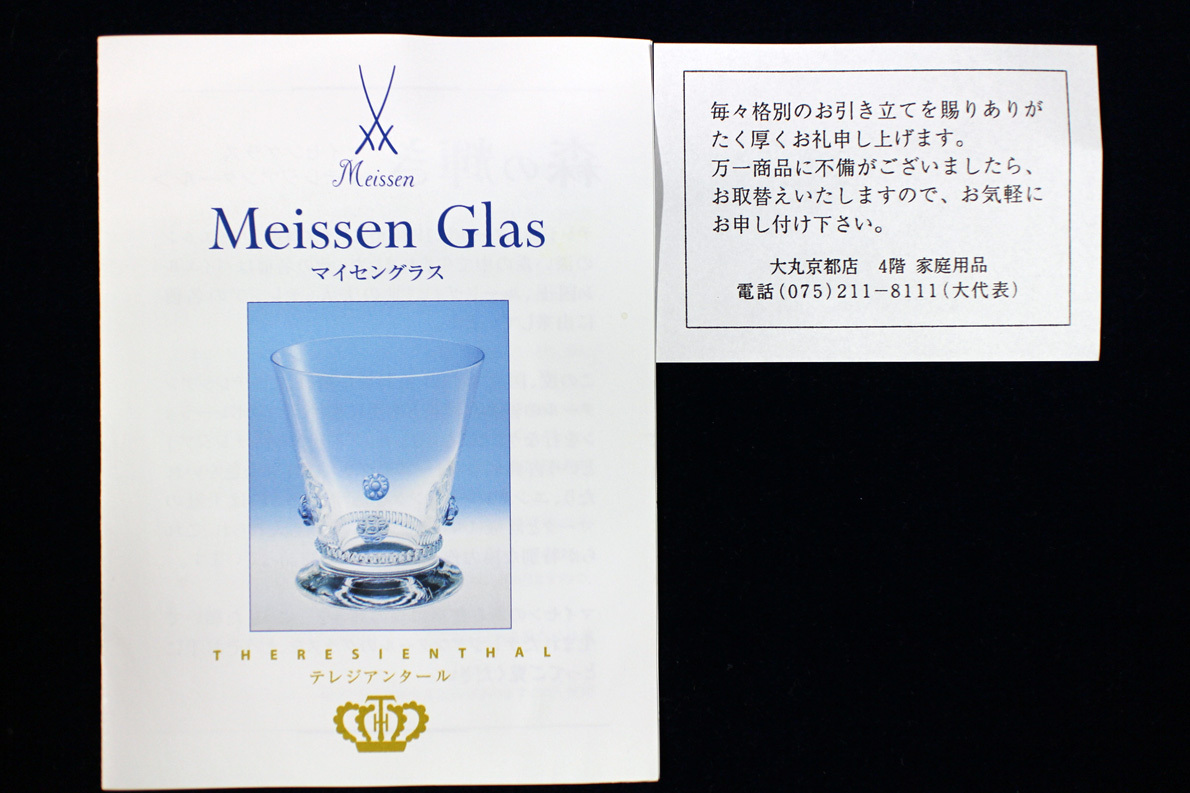 Meissen
Meissen Glas
マイセングラス
THERESIENTHAL
テレジアンタール
毎々格別のお引き立てを賜りありが
たく厚くお礼申し上げます。
万一商品に不備がございましたら、
お取替えいたしますので、お気軽に
お申し付け下さい。
大丸京都店 4階 家庭用品
電話(075)211−8111(大代表)